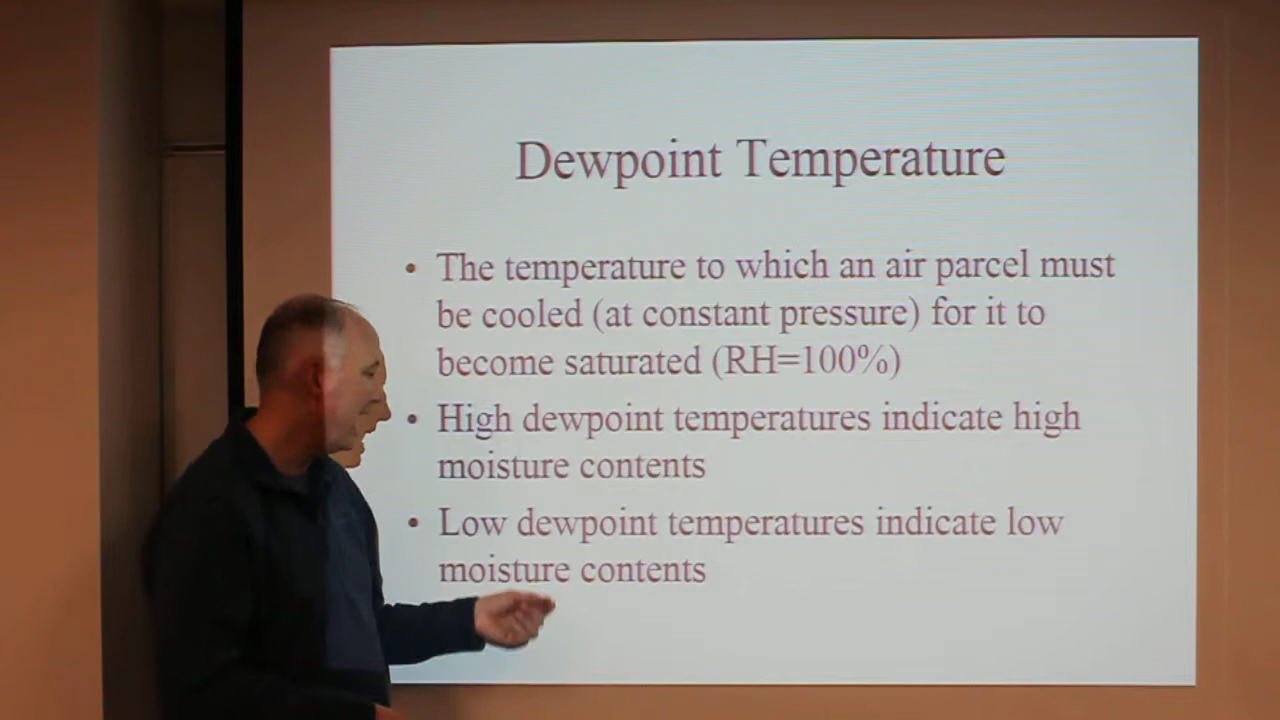 Dewpoint Temperature
• The temperature to which an air parcel must
be cooled (at constant pressure) for it to
become saturated (RH=100%)
• High dewpoint temperatures indicate high
moisture contents
• Low dewpoint temperatures indicate low
moisture contents